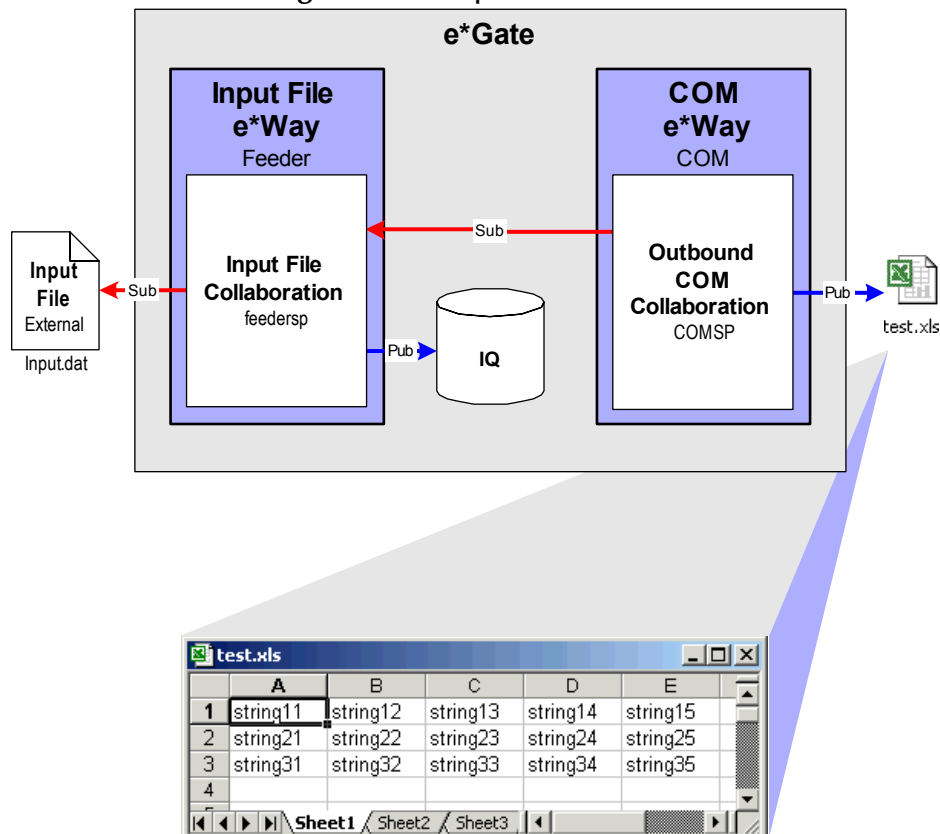 e*Gate
Input File
e*Way
Feeder
COM
e*Way
COM
Input
File
External
Input.dat
Sub
Input File
Collaboration
feedersp
Pub
IQ
Sub
Outbound
COM
Collaboration
COMSP
Pub
test.xls
test.xls
A B C D E
1 string11 string12 string13 string14 string15
2 string21 string22 string23 string24 string25
3 string31 string32 string33 string34 string35
4
Sheet1 Sheet2 Sheet3